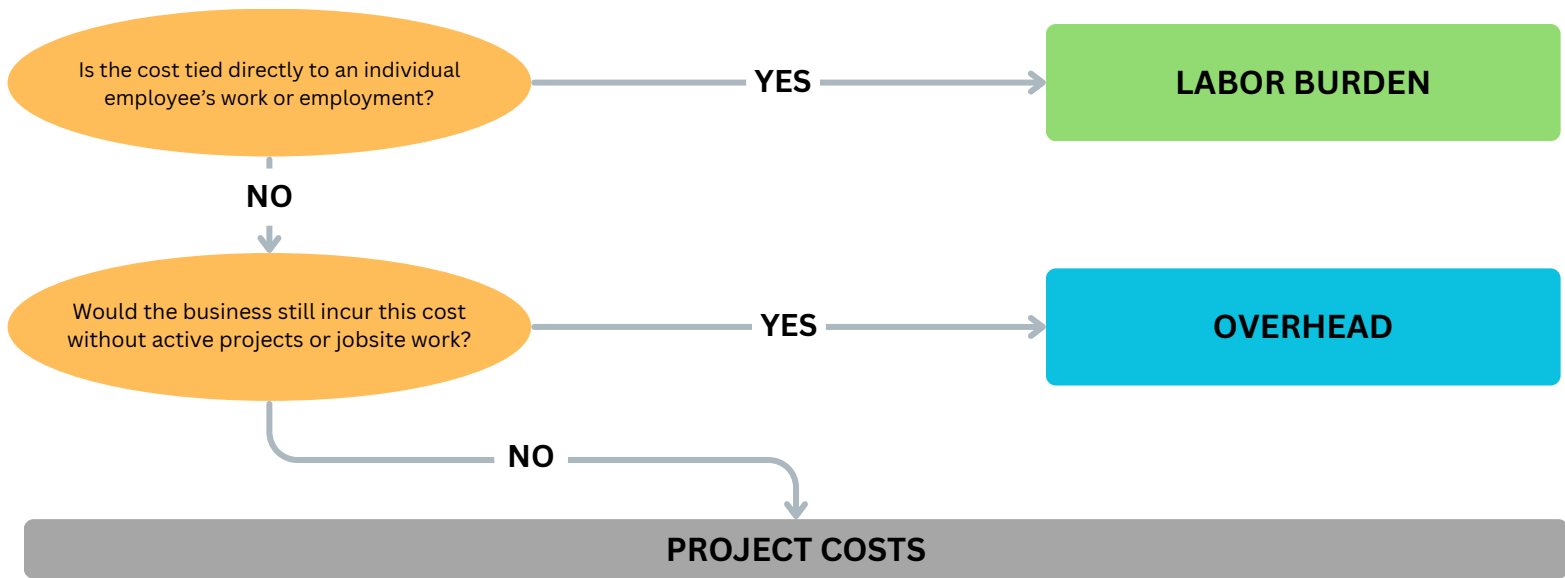 Is the cost tied directly to an individual
employee’s work or employment?
YES
LABOR BURDEN
NO
Would the business still incur this cost
without active projects or jobsite work?
YES
OVERHEAD
NO
PROJECT COSTS